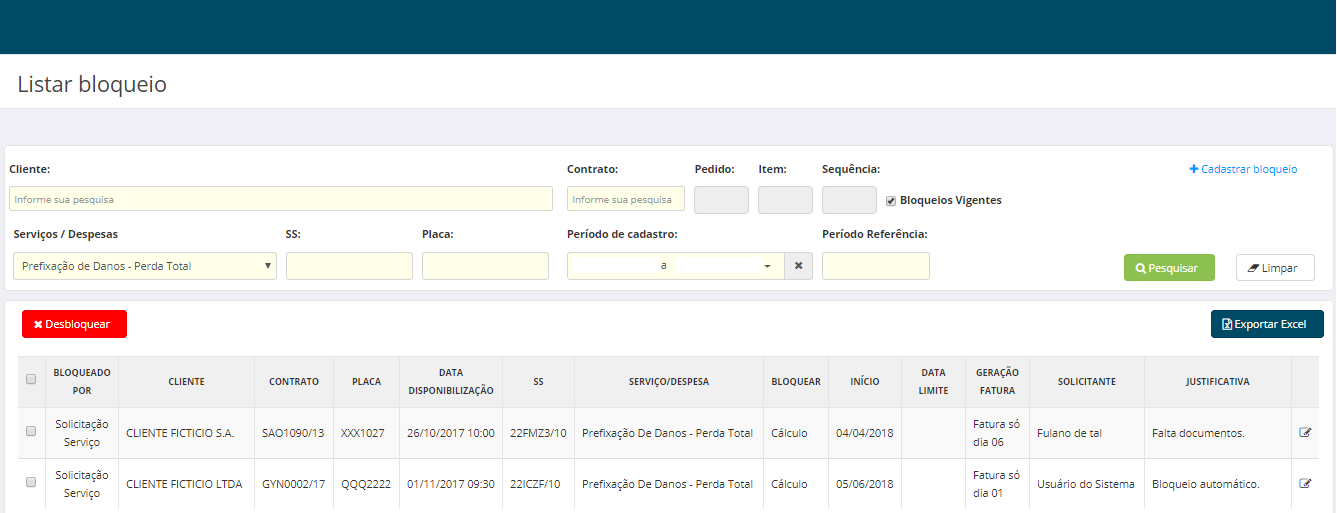 Listar bloqueio
Cliente: Contrato: Pedido: Item: Sequência: Cadastrar bloqueio
Informe sua pesquisa Informe sua pesquisa Bloqueios Vigentes
Serviços / Despesas SS: Placa: Período de cadastro: Período Referência:
Prefixação de Danos - Perda Total a Pesquisar Limpar
Desbloquear Exportar Excel
BLOQUEADO POR CLIENTE CONTRATO PLACA DATA DISPONIBILIZAÇÃO SS SERVIÇO/DESPESA BLOQUEAR INÍCIO DATA LIMITE GERAÇÃO FATURA SOLICITANTE JUSTIFICATIVA
Solicitação Serviço CLIENTE FICTICIO S.A. SAO1090/13 XXX1027 26/10/2017 10:00 22FMZ3/10 Prefixação De Danos - Perda Total Cálculo 04/04/2018 Fatura só dia 06 Fulano de tal Falta documentos.
Solicitação Serviço CLIENTE FICTICIO LTDA GYN0002/17 QQQ2222 01/11/2017 09:30 22ICZF/10 Prefixação De Danos - Perda Total Cálculo 05/06/2018 Fatura só dia 01 Usuário do Sistema Bloqueio automático.